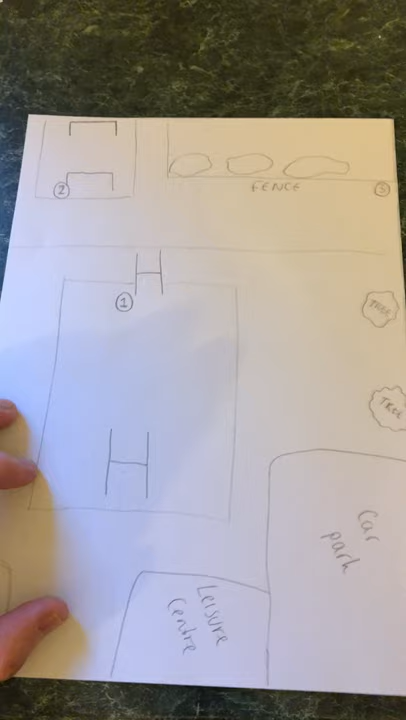 2
FENCE
3
1
TREE
TREE
Car
park
Leisure
Centre